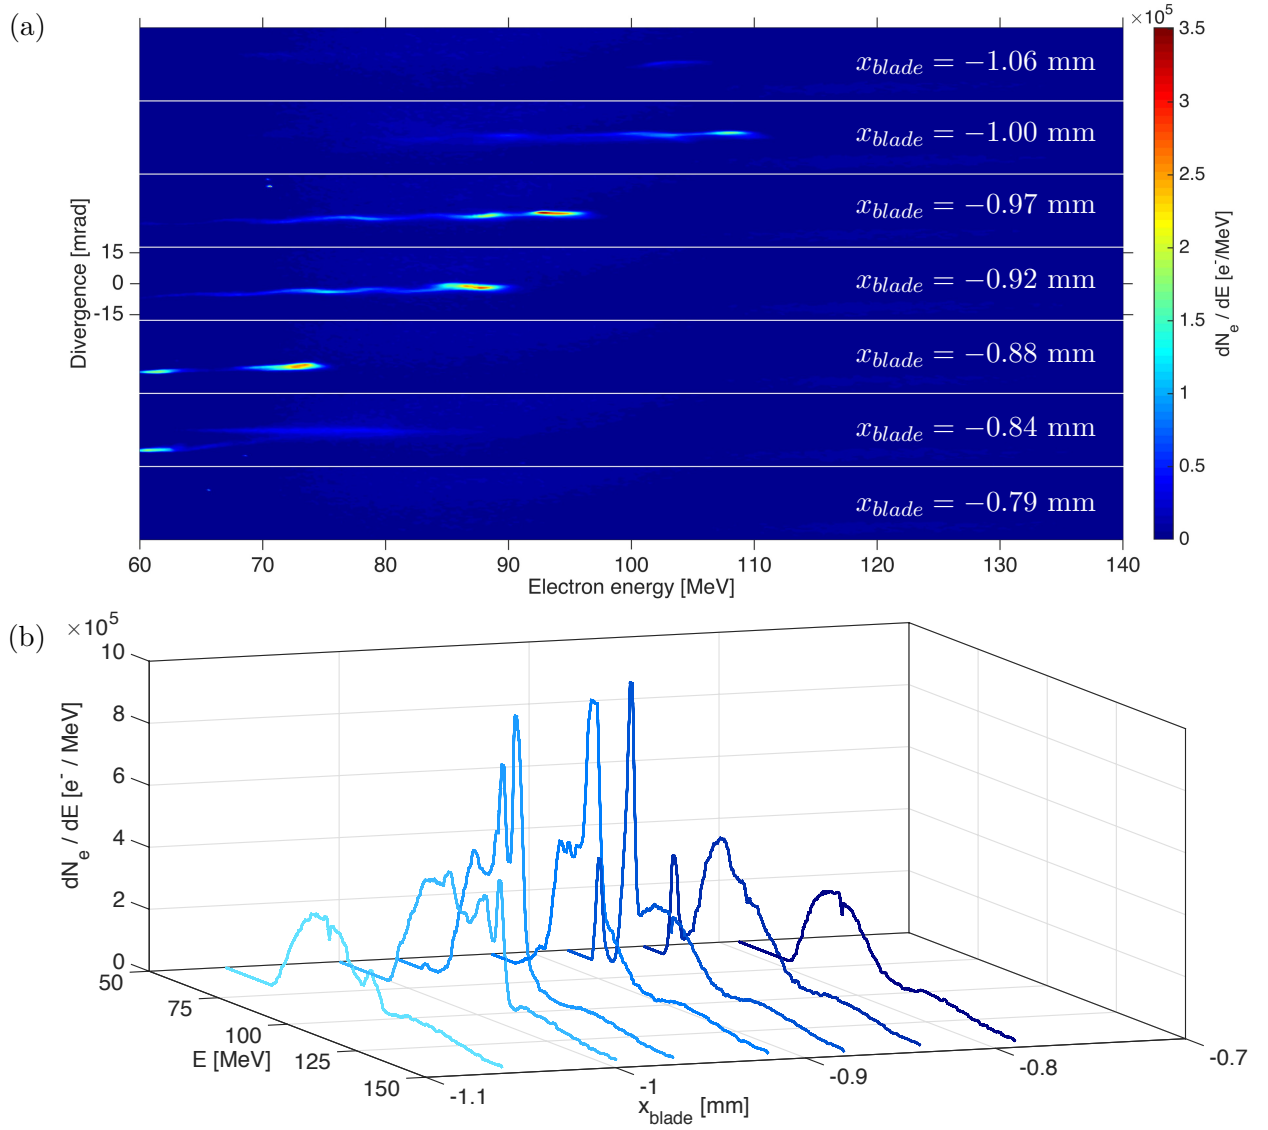 (a)
×10⁵
x_blade = −1.06 mm
x_blade = −1.00 mm
x_blade = −0.97 mm
x_blade = −0.92 mm
x_blade = −0.88 mm
x_blade = −0.84 mm
x_blade = −0.79 mm
Divergence [mrad]
15
0
-15
60 70 80 90 100 110 120 130 140
Electron energy [MeV]
3.5
3
2.5
2
1.5
1
0.5
0
dN_e / dE [e⁻/MeV]
(b)
×10⁵
10
8
6
4
2
0
dN_e / dE [e⁻ / MeV]
50
75
100
125
150
E [MeV]
-1.1
-1
-0.9
-0.8
-0.7
x_blade [mm]